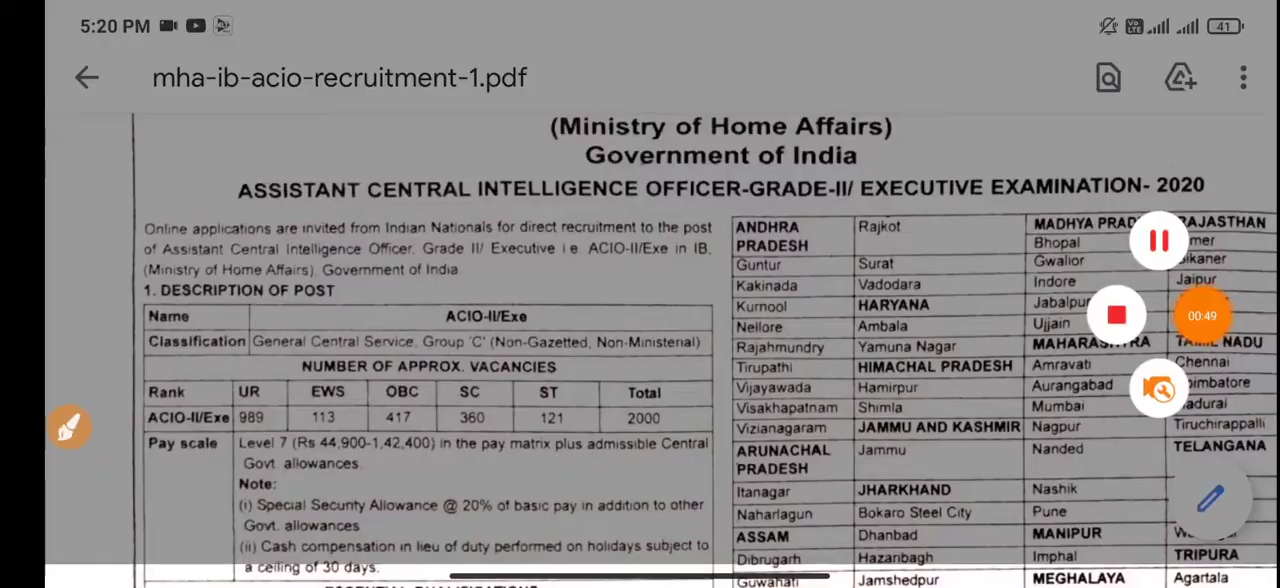 5:20 PM
41
mha-ib-acio-recruitment-1.pdf
(Ministry of Home Affairs)
Government of India
ASSISTANT CENTRAL INTELLIGENCE OFFICER-GRADE-II/ EXECUTIVE EXAMINATION- 2020
Online applications are invited from Indian Nationals for direct recruitment to the post
of Assistant Central Intelligence Officer, Grade II/ Executive i.e. ACIO-II/Exe in IB,
(Ministry of Home Affairs), Government of India
1. DESCRIPTION OF POST
Name ACIO-II/Exe
Classification General Central Service, Group 'C' (Non-Gazetted, Non-Ministerial)
NUMBER OF APPROX. VACANCIES
Rank UR EWS OBC SC ST Total
ACIO-II/Exe 989 113 417 360 121 2000
Pay scale Level 7 (Rs 44,900-1,42,400) in the pay matrix plus admissible Central
Govt. allowances.
Note:
(i) Special Security Allowance @ 20% of basic pay in addition to other
Govt. allowances
(ii) Cash compensation in lieu of duty performed on holidays subject to
a ceiling of 30 days.
ANDHRA PRADESH Rajkot MADHYA RAJASTHAN
Bhopal
Guntur Surat Gwalior
Kakinada Vadodara Indore Jaipur
Kurnool HARYANA Jabalpur
Nellore Ambala Ujjain 00:49
Rajahmundry Yamuna Nagar MAHARASHTRA TAMIL NADU
Tirupathi HIMACHAL PRADESH Amravati Chennai
Vijayawada Hamirpur Aurangabad Coimbatore
Visakhapatnam Shimla Mumbai Madurai
Vizianagaram JAMMU AND KASHMIR Nagpur Tiruchirappalli
ARUNACHAL PRADESH Jammu Nanded TELANGANA
Itanagar JHARKHAND Nashik
Naharlagun Bokaro Steel City Pune
ASSAM Dhanbad MANIPUR
Dibrugarh Hazaribagh Imphal TRIPURA
Guwahati Jamshedpur MEGHALAYA Agartala